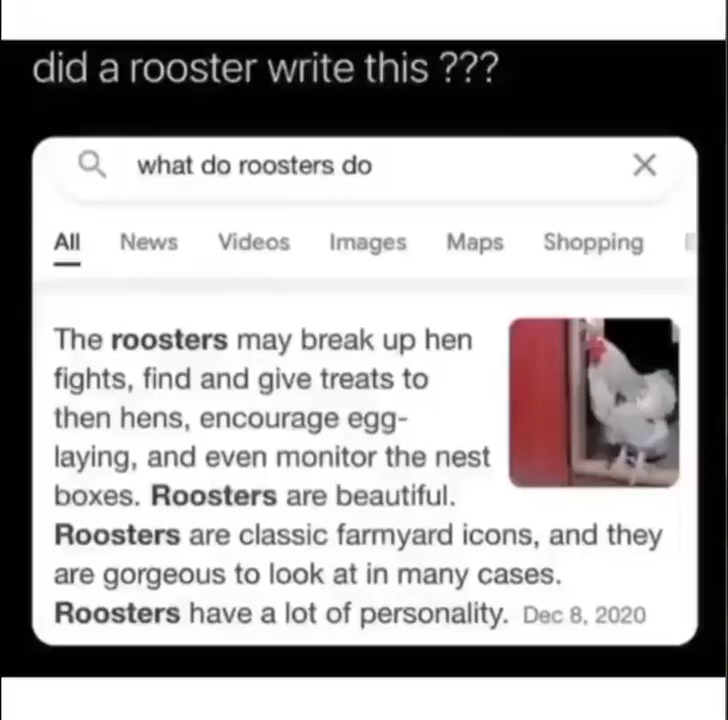 did a rooster write this ???
what do roosters do
All News Videos Images Maps Shopping
The roosters may break up hen
fights, find and give treats to
then hens, encourage egg-
laying, and even monitor the nest
boxes. Roosters are beautiful.
Roosters are classic farmyard icons, and they
are gorgeous to look at in many cases.
Roosters have a lot of personality. Dec 8, 2020